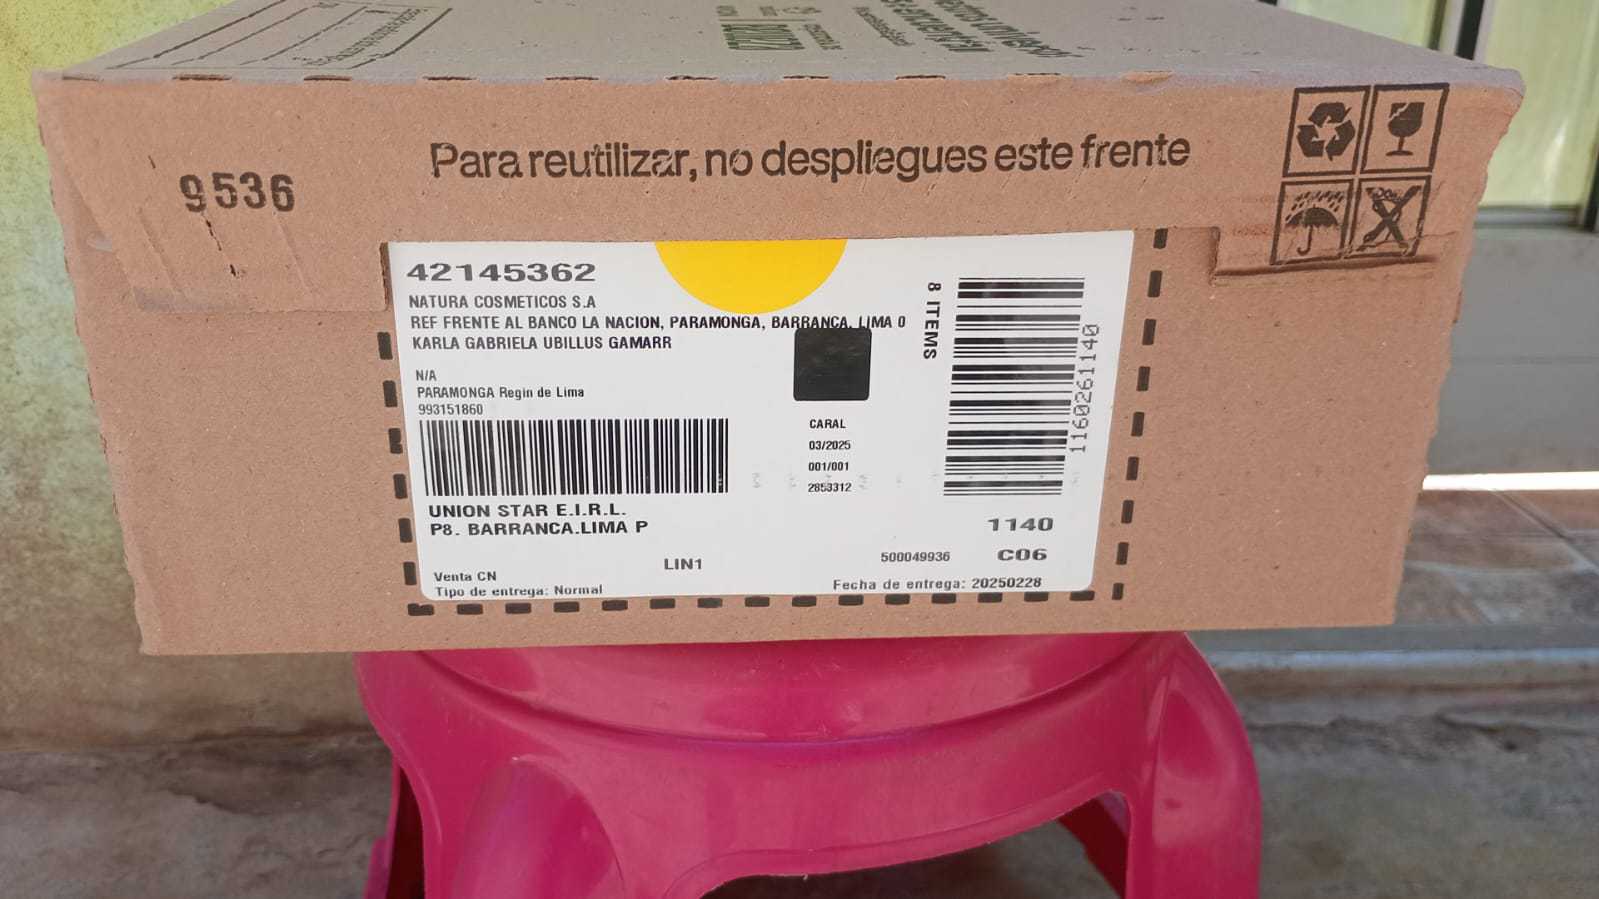 9536
Para reutilizar, no despliegues este frente
42145362
NATURA COSMETICOS S.A
REF FRENTE AL BANCO LA NACION, PARAMONGA, BARRANCA, LIMA 0
KARLA GABRIELA UBILLUS GAMARR
N/A
PARAMONGA Regin de Lima
993151860
8 ITEMS
11602611140
CARAL
03/2025
001/001
2853312
UNION STAR E.I.R.L.
P8. BARRANCA.LIMA P
1140
LIN1
500049936
C06
Venta CN
Tipo de entrega: Normal
Fecha de entrega: 20250228